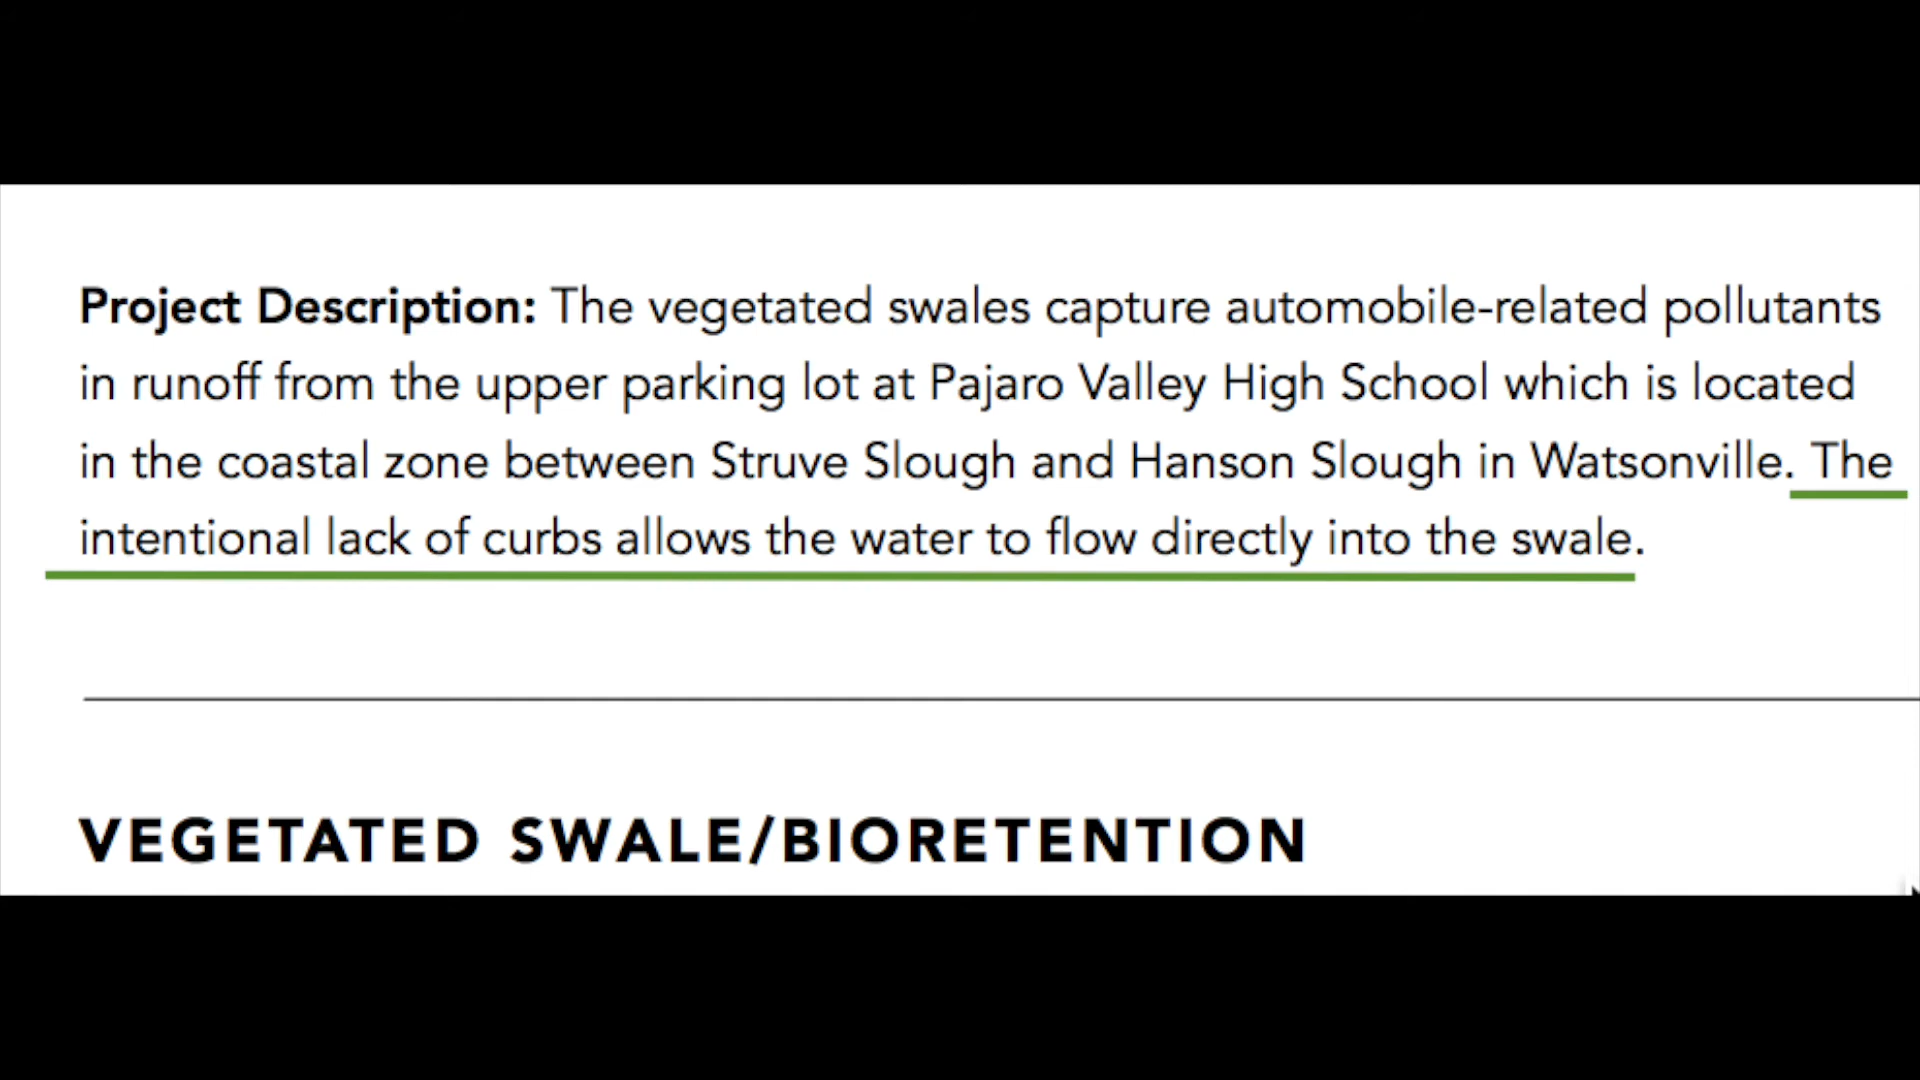 Project Description: The vegetated swales capture automobile-related pollutants
in runoff from the upper parking lot at Pajaro Valley High School which is located
in the coastal zone between Struve Slough and Hanson Slough in Watsonville. The
intentional lack of curbs allows the water to flow directly into the swale.
VEGETATED SWALE/BIORETENTION